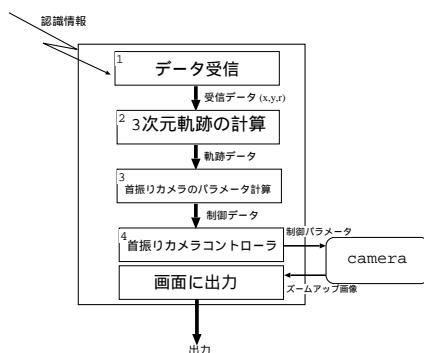 認識情報
1
データ受信
受信データ (x,y,r)
2
3次元軌跡の計算
軌跡データ
3
首振りカメラのパラメータ計算
制御データ
4
首振りカメラコントローラ
制御パラメータ
camera
画面に出力
ズームアップ画像
出力